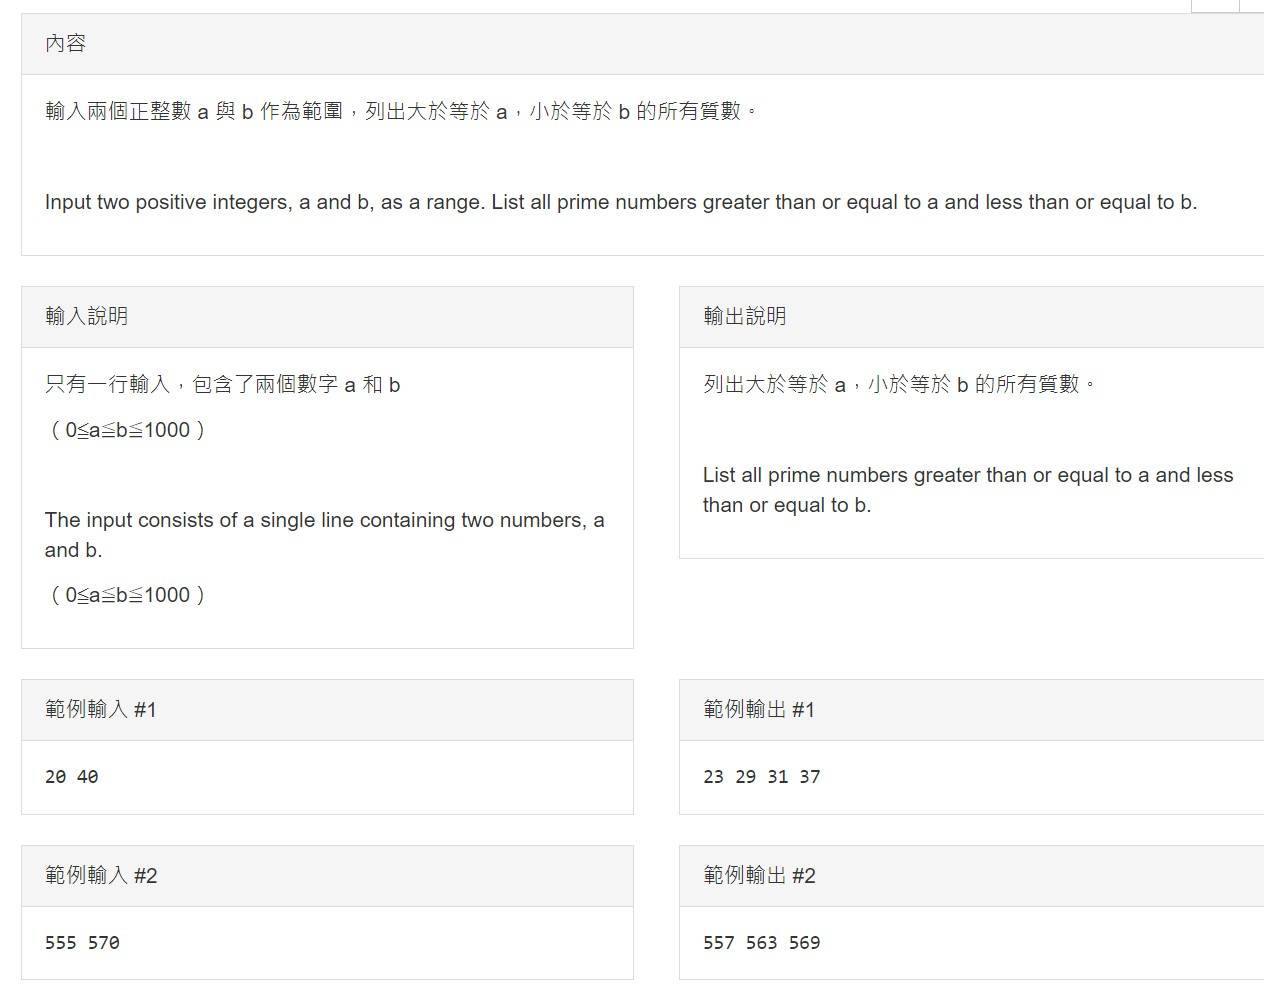 內容
輸入兩個正整數 a 與 b 作為範圍，列出大於等於 a，小於等於 b 的所有質數。
Input two positive integers, a and b, as a range. List all prime numbers greater than or equal to a and less than or equal to b.
輸入說明
只有一行輸入，包含了兩個數字 a 和 b
（ 0≦a≦b≦1000 ）
The input consists of a single line containing two numbers, a
and b.
（ 0≦a≦b≦1000 ）
輸出說明
列出大於等於 a，小於等於 b 的所有質數。
List all prime numbers greater than or equal to a and less
than or equal to b.
範例輸入 #1
20 40
範例輸出 #1
23 29 31 37
範例輸入 #2
555 570
範例輸出 #2
557 563 569